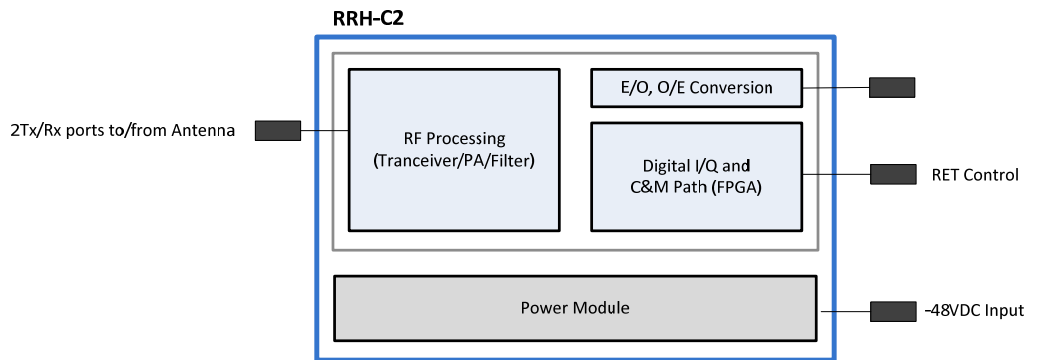 RRH-C2
E/O, O/E Conversion
2Tx/Rx ports to/from Antenna
RF Processing
(Tranceiver/PA/Filter)
Digital I/Q and
C&M Path (FPGA)
RET Control
Power Module
-48VDC Input